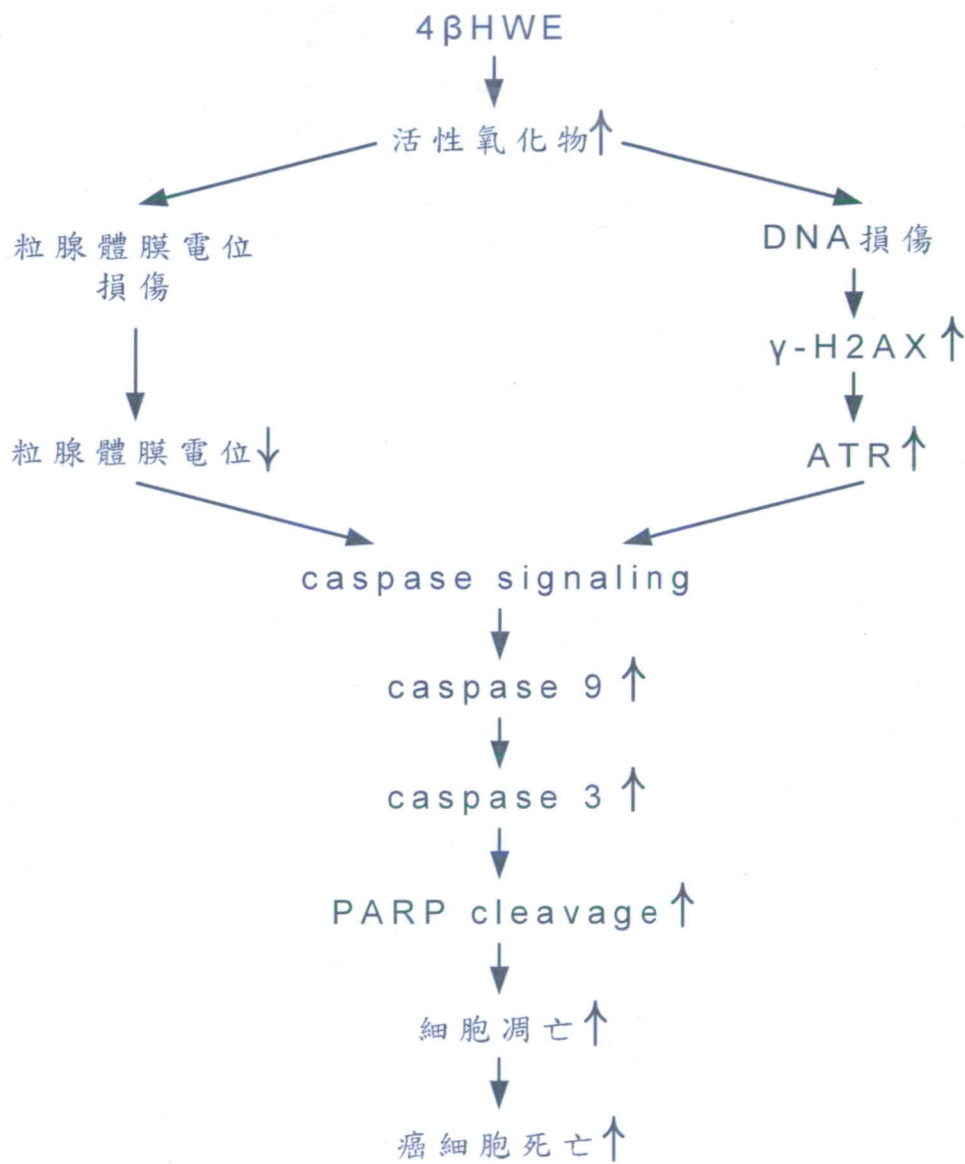 4βHWE
活性氧化物↑
粒腺體膜電位
損傷
DNA損傷
γ-H2AX↑
粒腺體膜電位↓
ATR↑
caspase signaling
caspase 9↑
caspase 3↑
PARP cleavage↑
細胞凋亡↑
癌細胞死亡↑